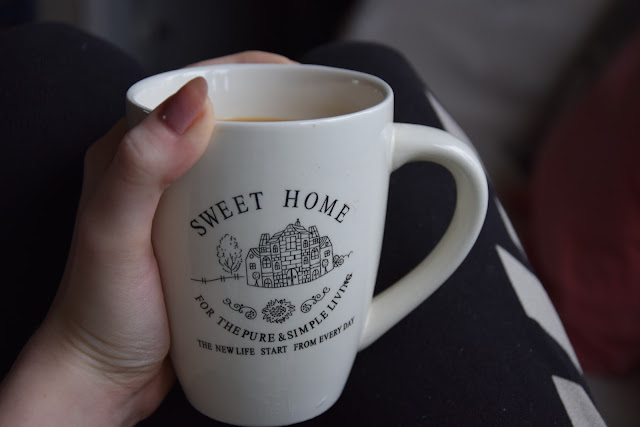 SWEET HOME
FOR THE PURE & SIMPLE LIVING
THE NEW LIFE START FROM EVERY DAY